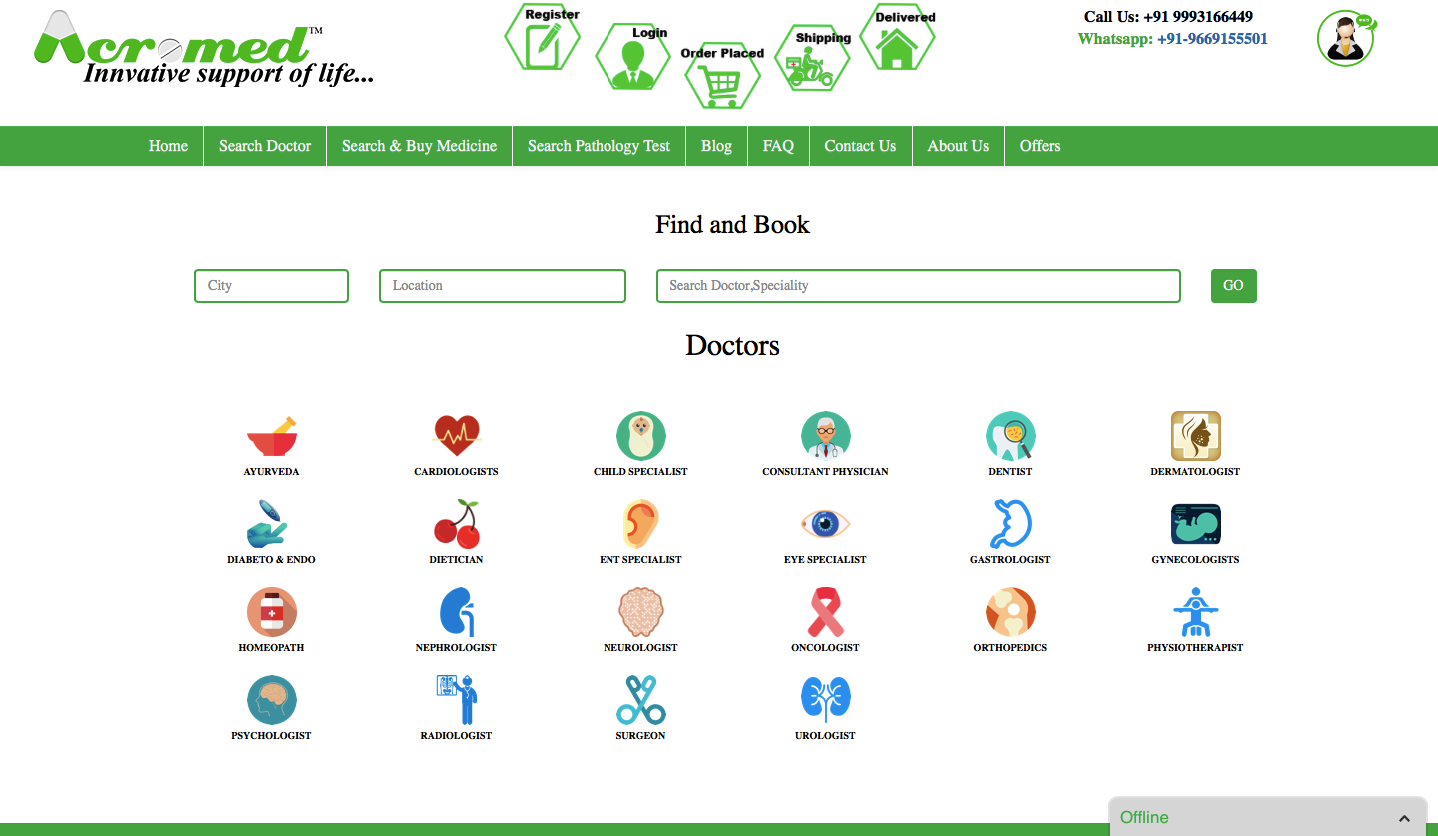 Acromed™
Innvative support of life...
Register
Login
Order Placed
Shipping
Delivered
Call Us: +91 9993166449
Whatsapp: +91-9669155501
Home
Search Doctor
Search & Buy Medicine
Search Pathology Test
Blog
FAQ
Contact Us
About Us
Offers
Find and Book
City
Location
Search Doctor,Speciality
GO
Doctors
AYURVEDA
CARDIOLOGISTS
CHILD SPECIALIST
CONSULTANT PHYSICIAN
DENTIST
DERMATOLOGIST
DIABETO & ENDO
DIETICIAN
ENT SPECIALIST
EYE SPECIALIST
GASTROLOGIST
GYNECOLOGISTS
HOMEOPATH
NEPHROLOGIST
NEUROLOGIST
ONCOLOGIST
ORTHOPEDICS
PHYSIOTHERAPIST
PSYCHOLOGIST
RADIOLOGIST
SURGEON
UROLOGIST
Offline